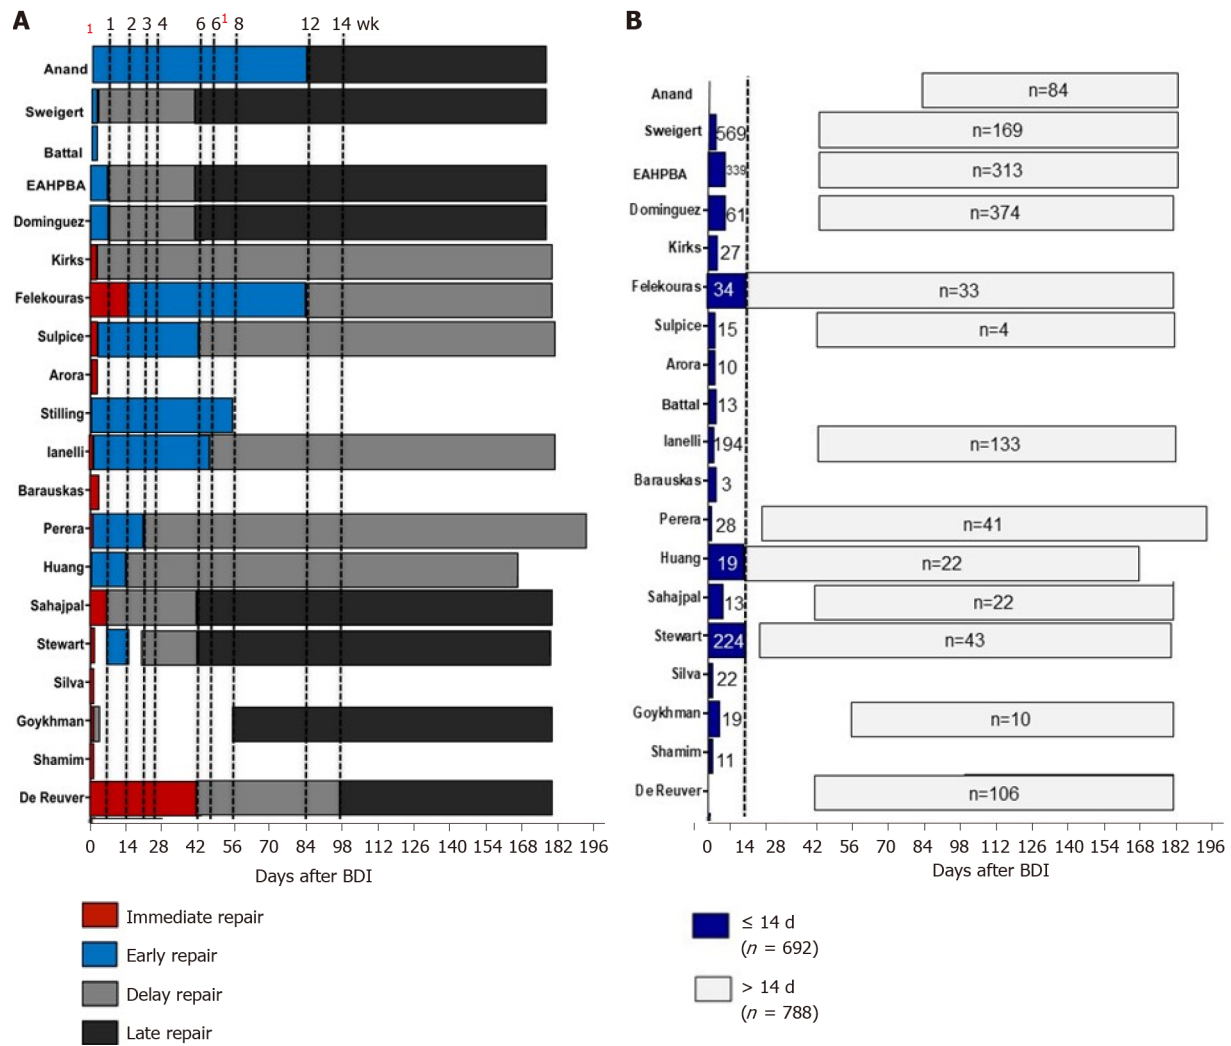 A
1 1 2 3 4 6 6¹ 8 12 14 wk
Anand
Sweigert
Battal
EAHPBA
Dominguez
Kirks
Felekouras
Sulpice
Arora
Stilling
Ianelli
Barauskas
Perera
Huang
Sahajpal
Stewart
Silva
Goykhman
Shamim
De Reuver
0 14 28 42 56 70 84 98 112 126 140 154 168 182 196
Days after BDI
Immediate repair
Early repair
Delay repair
Late repair
B
Anand n=84
Sweigert 569 n=169
EAHPBA 339 n=313
Dominguez 61 n=374
Kirks 27
Felekouras 34 n=33
Sulpice 15 n=4
Arora 10
Battal 13
Ianelli 194 n=133
Barauskas 3
Perera 28 n=41
Huang 19 n=22
Sahajpal 13 n=22
Stewart 224 n=43
Silva 22
Goykhman 19 n=10
Shamim 11
De Reuver n=106
0 14 28 42 56 70 84 98 112 126 140 154 168 182 196
Days after BDI
≤ 14 d
(n = 692)
> 14 d
(n = 788)